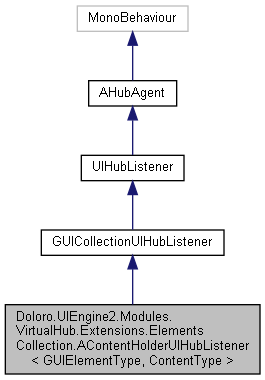 MonoBehaviour
AHubAgent
UIHubListener
GUICollectionUIHubListener
Doloro.UIEngine2.Modules.
VirtualHub.Extensions.Elements
Collection.AContentHolderUIHubListener
< GUIElementType, ContentType >